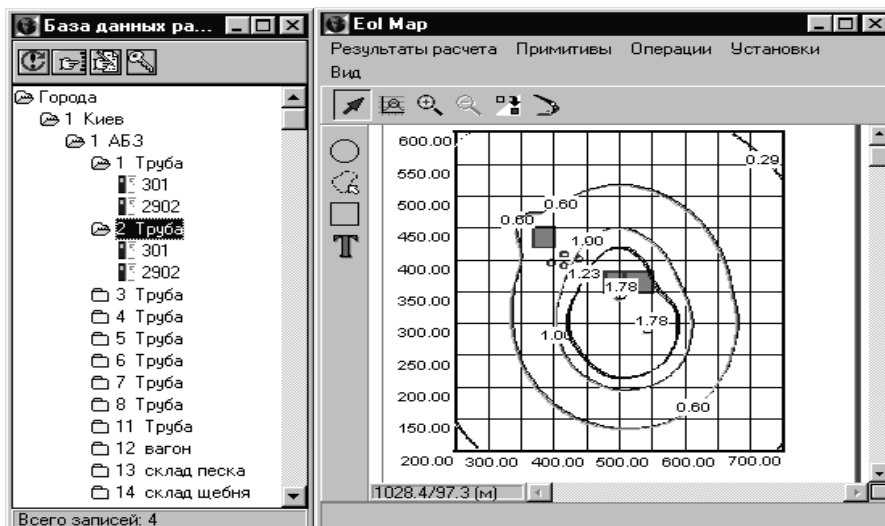 База данных ра...
Города
1 Киев
1 АБЗ
1 Труба
301
2902
2 Труба
301
2902
3 Труба
4 Труба
5 Труба
6 Труба
7 Труба
8 Труба
11 Труба
12 вагон
13 склад песка
14 склад щебня
Всего записей: 4
Eol Map
Результаты расчета Примитивы Операции Установки
Вид
T
600.00
0.29
550.00
500.00
0.60
0.60
450.00
1.00
400.00
1.23
1.78
350.00
1.78
300.00
1.00
250.00
200.00
0.60
150.00
200.00 300.00 400.00 500.00 600.00 700.00
1028.4/97.3 (м)